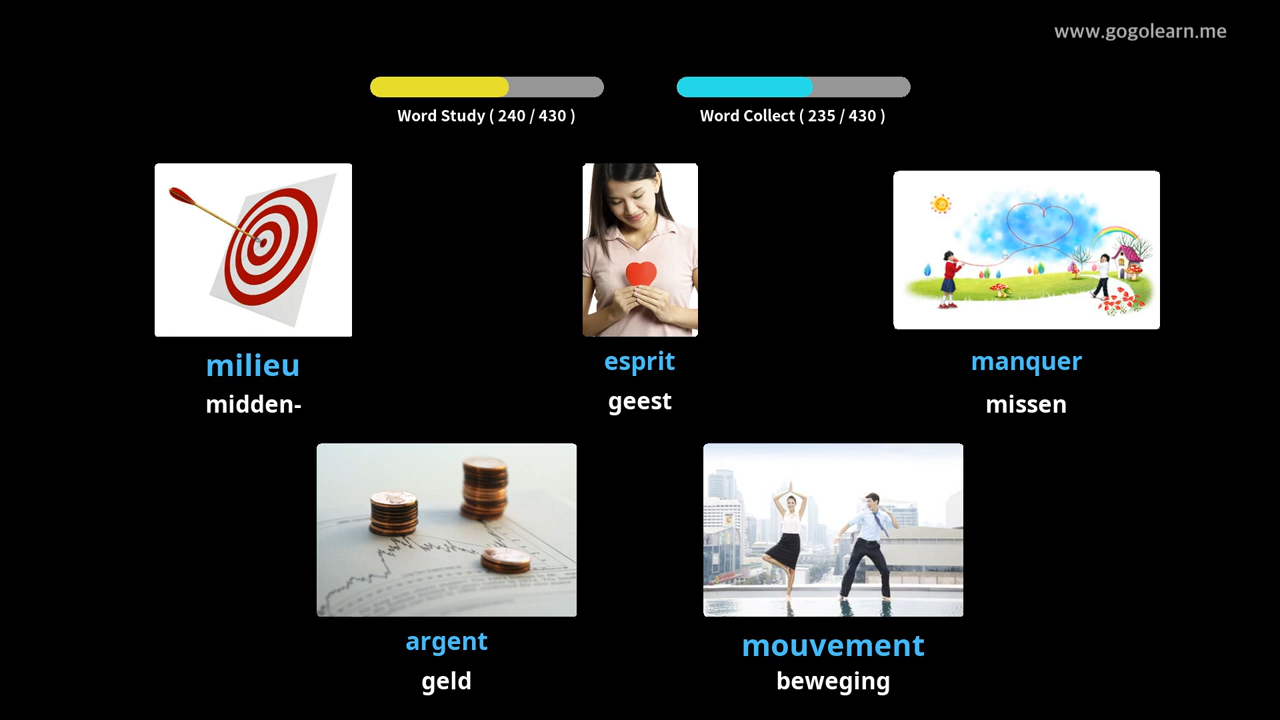 www.gogolearn.me
Word Study ( 240 / 430 )
Word Collect ( 235 / 430 )
milieu
midden-
esprit
geest
manquer
missen
argent
geld
mouvement
beweging